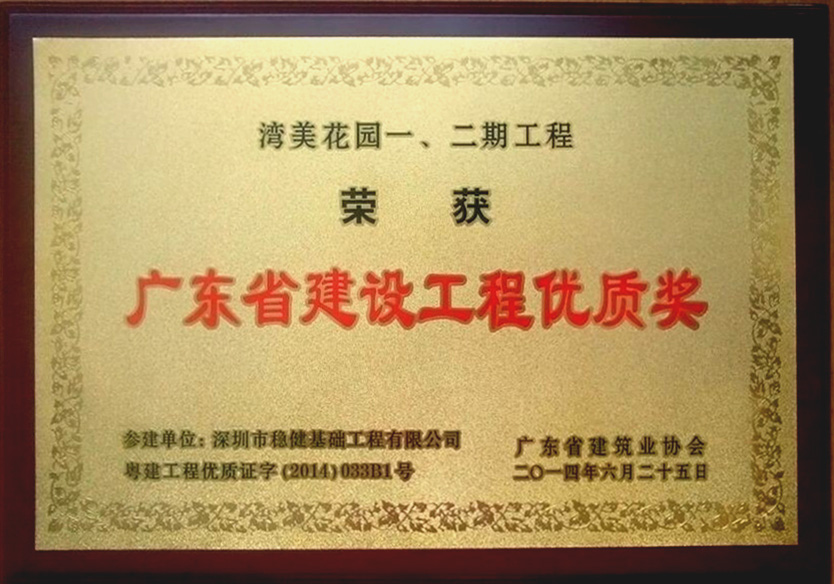 湾美花园一、二期工程
荣获
广东省建设工程优质奖
参建单位：深圳市稳健基础工程有限公司
粤建工程优质证字(2014)033B1号
广东省建筑业协会
二〇一四年六月二十五日